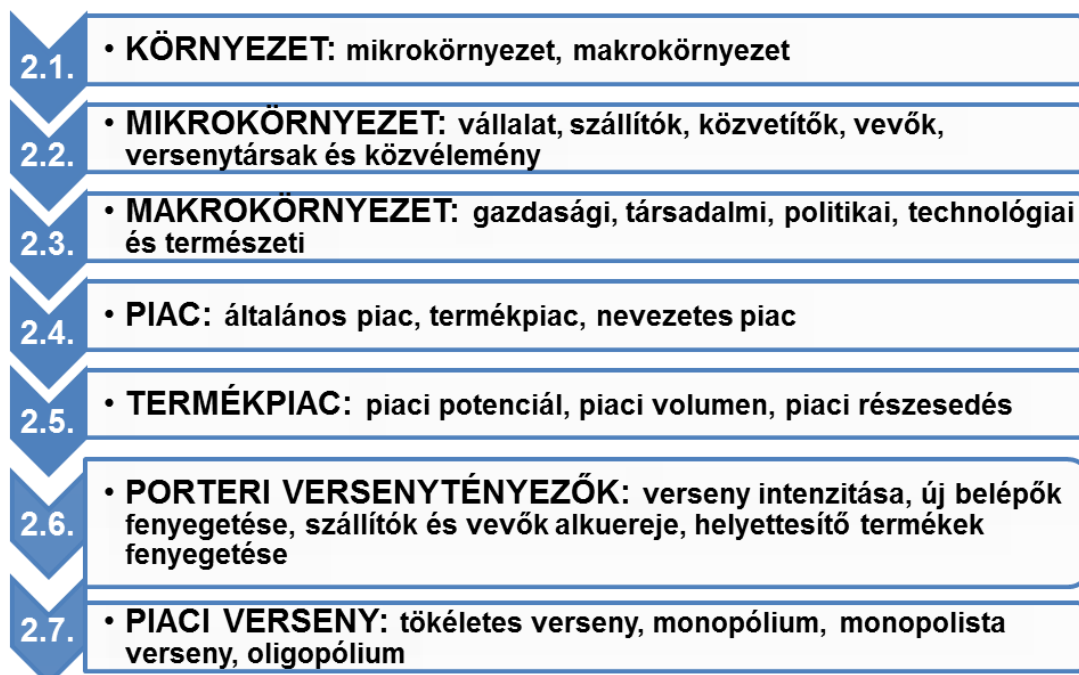 2.1.
• KÖRNYEZET: mikrokörnyezet, makrokörnyezet
2.2.
• MIKROKÖRNYEZET: vállalat, szállítók, közvetítők, vevők,
versenytársak és közvélemény
2.3.
• MAKROKÖRNYEZET: gazdasági, társadalmi, politikai, technológiai
és természeti
2.4.
• PIAC: általános piac, termékpiac, nevezetes piac
2.5.
• TERMÉKPIAC: piaci potenciál, piaci volumen, piaci részesedés
2.6.
• PORTERI VERSENYTÉNYEZŐK: verseny intenzitása, új belépők
fenyegetése, szállítók és vevők alkuereje, helyettesítő termékek
fenyegetése
2.7.
• PIACI VERSENY: tökéletes verseny, monopólium, monopolista
verseny, oligopólium